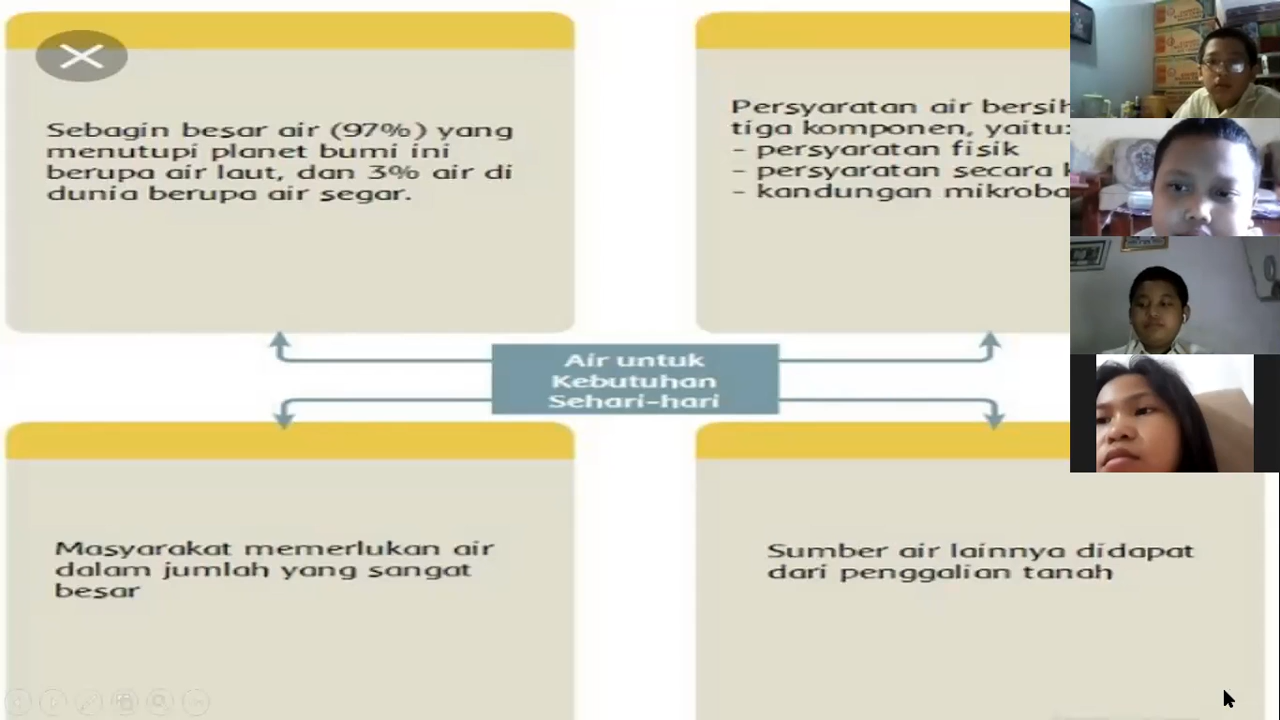 Sebagin besar air (97%) yang
menutupi planet bumi ini
berupa air laut, dan 3% air di
dunia berupa air segar.
Persyaratan air bersih
tiga komponen, yaitu:
- persyaratan fisik
- persyaratan secara
- kandungan mikroba
Air untuk
Kebutuhan
Sehari-hari
Masyarakat memerlukan air
dalam jumlah yang sangat
besar
Sumber air lainnya didapat
dari penggalian tanah